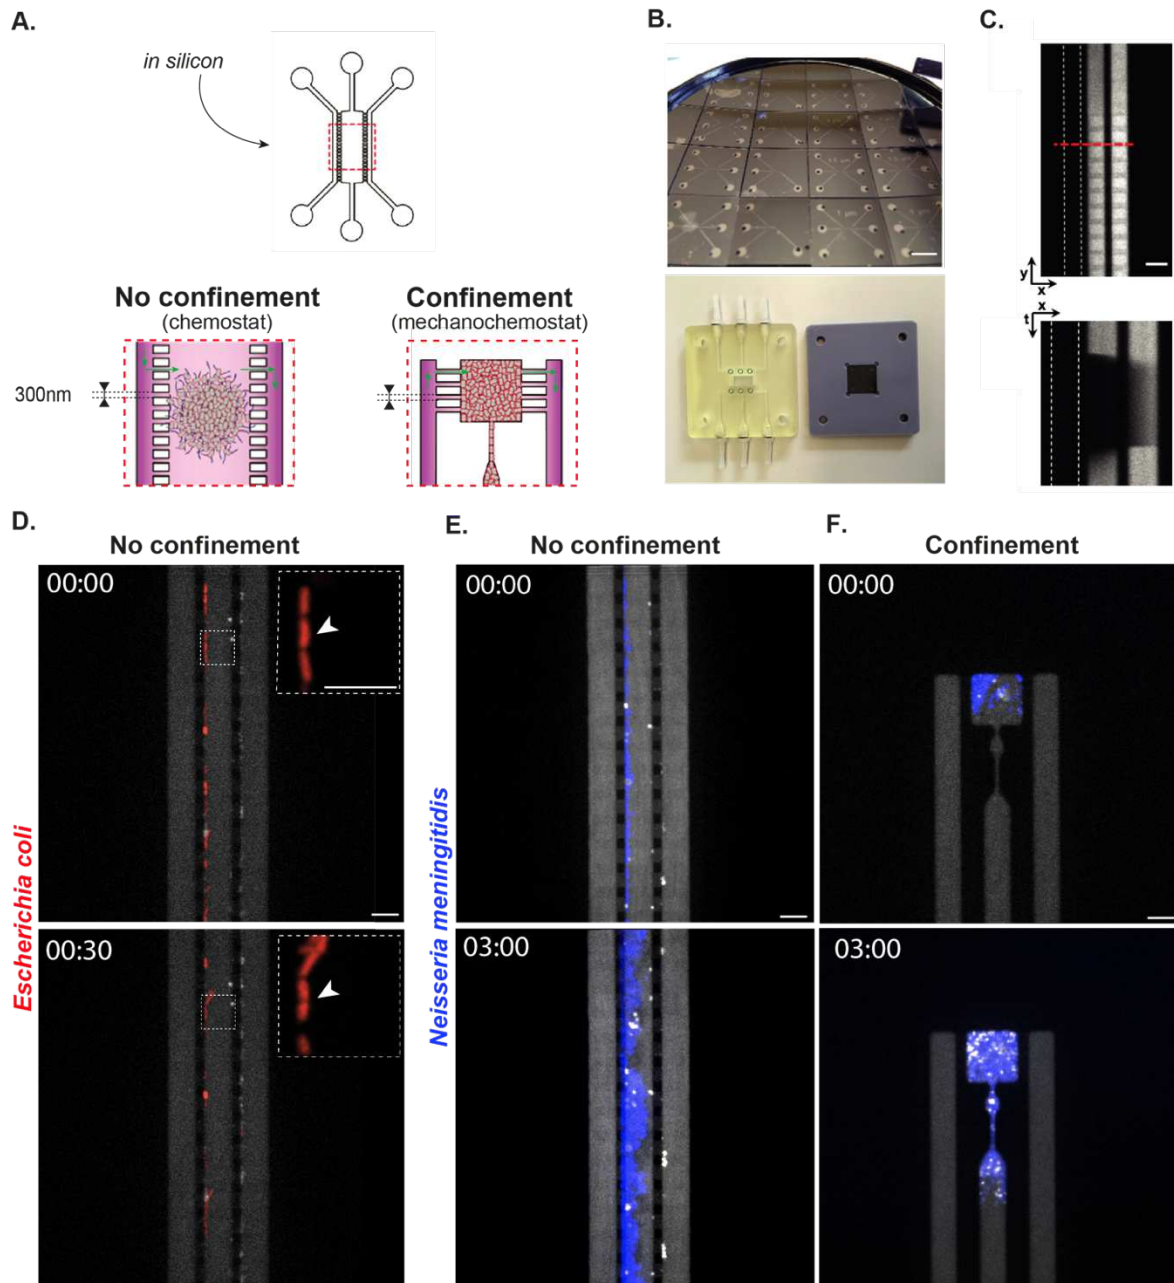 A.
in silicon
No confinement
(chemostat)
Confinement
(mechanochemostat)
300nm
B.
C.
y
x
x
t
D.
No confinement
00:00
00:30
Escherichia coli
E.
No confinement
00:00
03:00
Neisseria meningitidis
F.
Confinement
00:00
03:00